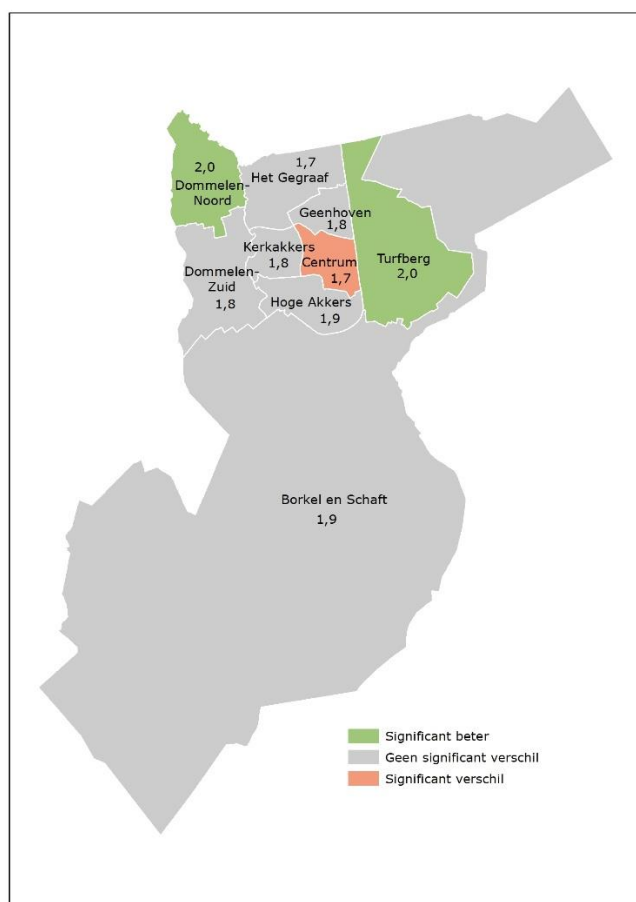 2,0
Dommelen-
Noord
1,7
Het Gegraaf
Geenhoven
1,8
Kerkakkers
1,8
Centrum
1,7
Turfberg
2,0
Dommelen-
Zuid
1,8
Hoge Akkers
1,9
Borkel en Schaft
1,9
Significant beter
Geen significant verschil
Significant verschil